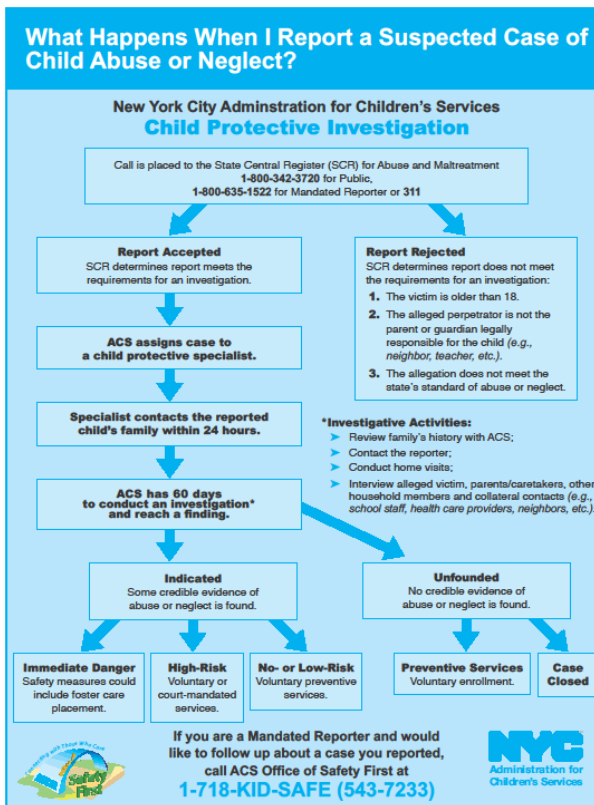 What Happens When I Report a Suspected Case of
Child Abuse or Neglect?
New York City Adminstration for Children's Services
Child Protective Investigation
Call is placed to the State Central Register (SCR) for Abuse and Maltreatment
1-800-342-3720 for Public,
1-800-635-1522 for Mandated Reporter or 311
Report Accepted
SCR determines report meets the
requirements for an investigation.
Report Rejected
SCR determines report does not meet
the requirements for an investigation:
1. The victim is older than 18.
2. The alleged perpetrator is not the
parent or guardian legally
responsible for the child (e.g.,
neighbor, teacher, etc.).
3. The allegation does not meet the
state's standard of abuse or neglect.
ACS assigns case to
a child protective specialist.
Specialist contacts the reported
child's family within 24 hours.
ACS has 60 days
to conduct an investigation*
and reach a finding.
*Investigative Activities:
Review family's history with ACS;
Contact the reporter;
Conduct home visits;
Interview alleged victim, parents/caretakers, other
household members and collateral contacts (e.g.,
school staff, health care providers, neighbors, etc.)
Indicated
Some credible evidence of
abuse or neglect is found.
Unfounded
No credible evidence of
abuse or neglect is found.
Immediate Danger
Safety measures could
include foster care
placement.
High-Risk
Voluntary or
court-mandated
services.
No- or Low-Risk
Voluntary preventive
services.
Preventive Services
Voluntary enrollment.
Case
Closed
Connecting with Those Who Care
Safety
First
If you are a Mandated Reporter and would
like to follow up about a case you reported,
call ACS Office of Safety First at
1-718-KID-SAFE (543-7233)
NYC
Administration for
Children's Services